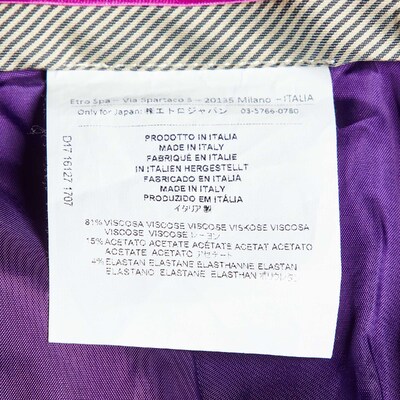 Etro Spa - Via Spartaco 3 - 20135 Milano - ITALIA
Only for Japan: ㈱エトロジャパン 03-5766-0780
PRODOTTO IN ITALIA
MADE IN ITALY
FABRIQUÉ EN ITALIE
IN ITALIEN HERGESTELLT
FABRICADO EN ITALIA
MADE IN ITALY
PRODUZIDO EM ITÀLIA
イタリア製
81% VISCOSA VISCOSE VISCOSE VISKOSE VISCOSA
VISCOSE VISCOSE レーヨン
15% ACETATO ACETATE ACÉTATE ACETAT ACETATO
ACETATE ACETATO アセテート
4% ELASTAN ELASTANE ELASTHANNE ELASTAN
ELASTANO ELASTANE ELASTHAN
D17 16127 1707